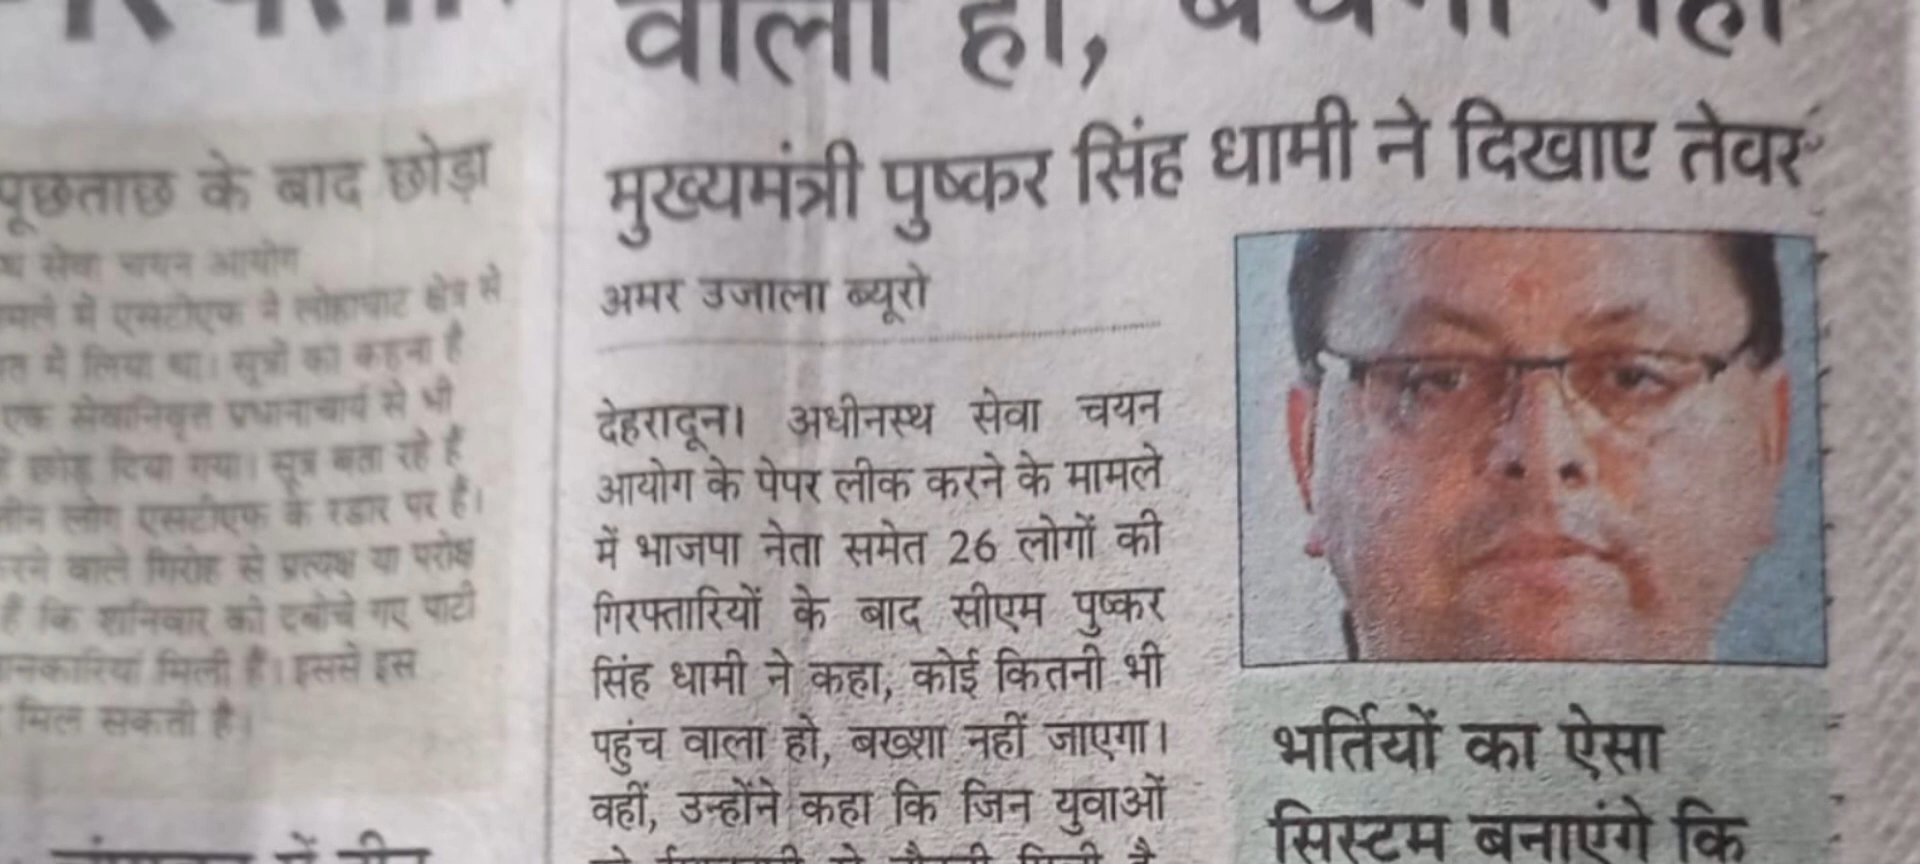 वाला हो, बचेगा नहीं
मुख्यमंत्री पुष्कर सिंह धामी ने दिखाए तेवर
अमर उजाला ब्यूरो
देहरादून। अधीनस्थ सेवा चयन
आयोग के पेपर लीक करने के मामले
में भाजपा नेता समेत 26 लोगों की
गिरफ्तारियों के बाद सीएम पुष्कर
सिंह धामी ने कहा, कोई कितनी भी
पहुंच वाला हो, बख्शा नहीं जाएगा।
वहीं, उन्होंने कहा कि जिन युवाओं
भर्तियों का ऐसा
सिस्टम बनाएंगे कि
पूछताछ के बाद छोड़ा
सेवा चयन आयोग
मामले में एसटीएफ ने लोहाघाट क्षेत्र से
में लिया था। सूत्रों का कहना है
एक सेवानिवृत्त प्रधानाचार्य से भी
छोड़ दिया गया। सूत्र बता रहे हैं
तीन लोग एसटीएफ के रडार पर हैं।
करने वाले गिरोह से प्रत्यक्ष या परोक्ष
हैं कि शनिवार को दबोचे गए पाटी
जानकारियां मिली हैं। इससे इस
मिल सकती है।